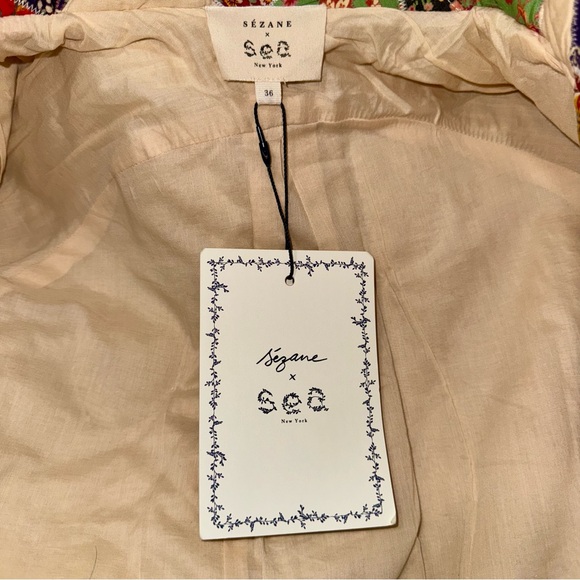 SÉZANE
x
Sea
New York
36
Sézane
x
Sea
New York